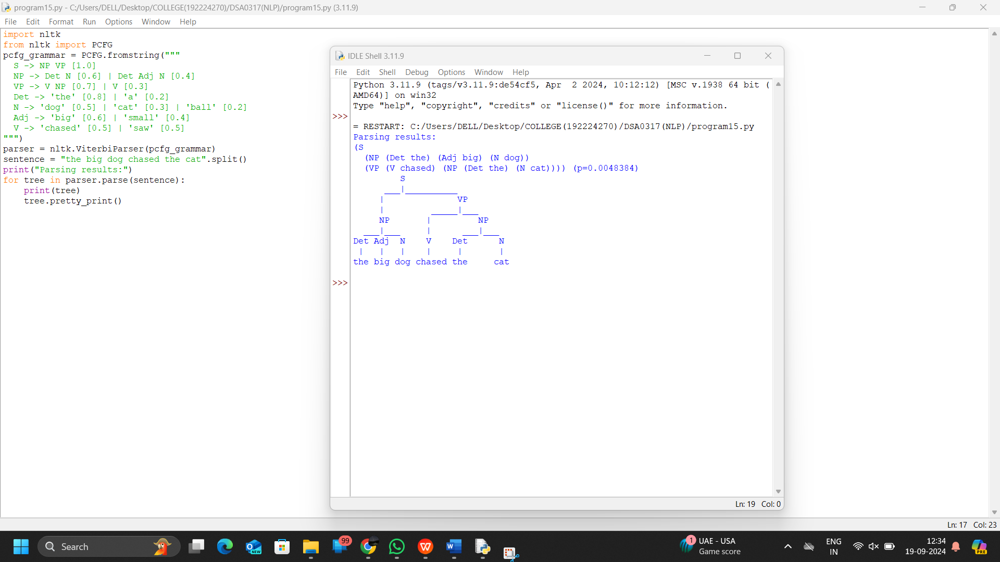 program15.py - C:/Users/DELL/Desktop/COLLEGE(192224270)/DSA0317(NLP)/program15.py (3.11.9)
File Edit Format Run Options Window Help
import nltk
from nltk import PCFG
pcfg_grammar = PCFG.fromstring("""
  S -> NP VP [1.0]
  NP -> Det N [0.6] | Det Adj N [0.4]
  VP -> V NP [0.7] | V [0.3]
  Det -> 'the' [0.8] | 'a' [0.2]
  N -> 'dog' [0.5] | 'cat' [0.3] | 'ball' [0.2]
  Adj -> 'big' [0.6] | 'small' [0.4]
  V -> 'chased' [0.5] | 'saw' [0.5]
""")
parser = nltk.ViterbiParser(pcfg_grammar)
sentence = "the big dog chased the cat".split()
print("Parsing results:")
for tree in parser.parse(sentence):
    print(tree)
    tree.pretty_print()
IDLE Shell 3.11.9
File Edit Shell Debug Options Window Help
Python 3.11.9 (tags/v3.11.9:de54cf5, Apr  2 2024, 10:12:12) [MSC v.1938 64 bit (
AMD64)] on win32
Type "help", "copyright", "credits" or "license()" for more information.
>>>
= RESTART: C:/Users/DELL/Desktop/COLLEGE(192224270)/DSA0317(NLP)/program15.py
Parsing results:
(S
  (NP (Det the) (Adj big) (N dog))
  (VP (V chased) (NP (Det the) (N cat)))) (p=0.0048384)
         S
      ___|__________
     |              VP
     |         _____|___
     NP       |         NP
  ___|___     |      ___|___
Det Adj  N    V    Det      N
 |   |   |    |     |       |
the big dog chased the     cat
>>>
Ln: 19 Col: 0
Ln: 17 Col: 23
Search
NEW
99
1
UAE - USA
Game score
ENG
IN
12:34
19-09-2024
PRE